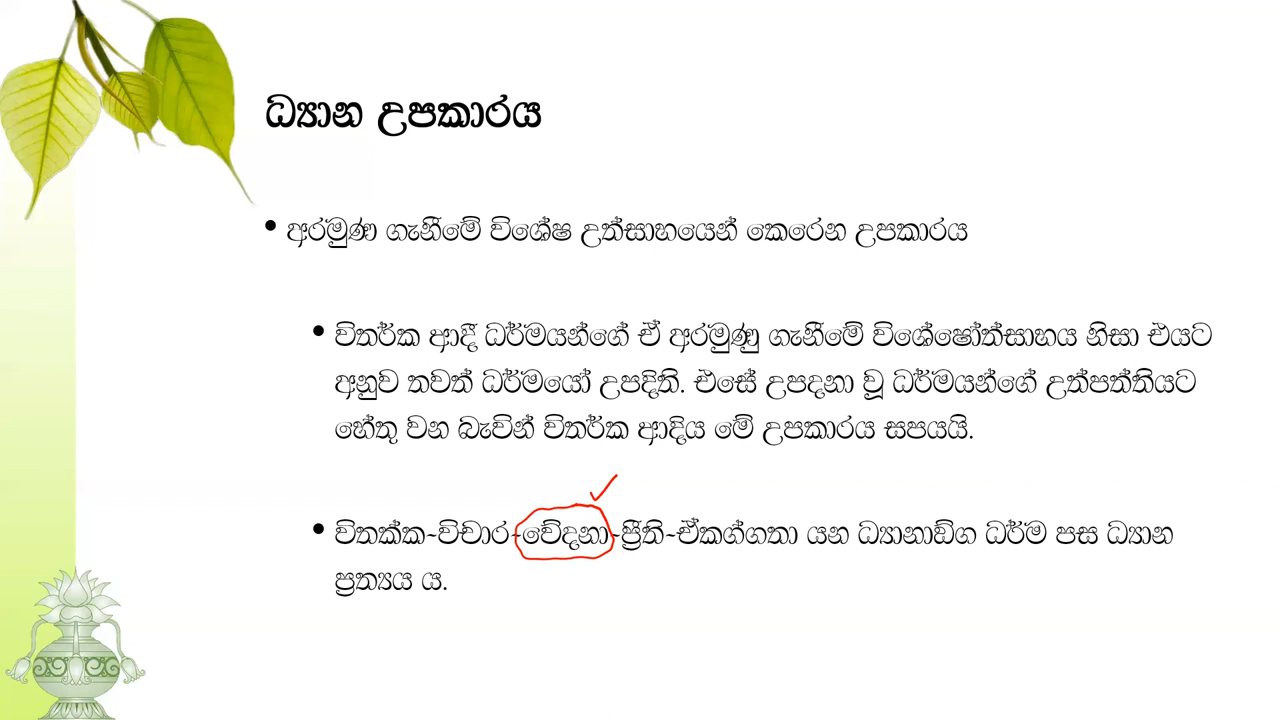 ධ්‍යාන උපකාරය
• අරමුණ ගැනීමේ විශේෂ උත්සාහයෙන් කෙරෙන උපකාරය
• විතර්ක ආදී ධර්මයන්ගේ ඒ අරමුණු ගැනීමේ විශේෂෝත්සාහය නිසා එයට
අනුව තවත් ධර්මයෝ උපදිති. එසේ උපදනා වූ ධර්මයන්ගේ උත්පත්තියට
හේතු වන බැවින් විතර්ක ආදිය මේ උපකාරය සපයයි.
• විතක්ක~විචාර~වේදනා~ප්‍රීති~ඒකග්ගතා යන ධ්‍යානාඞ්ග ධර්ම පස ධ්‍යාන
ප්‍රත්‍යය ය.